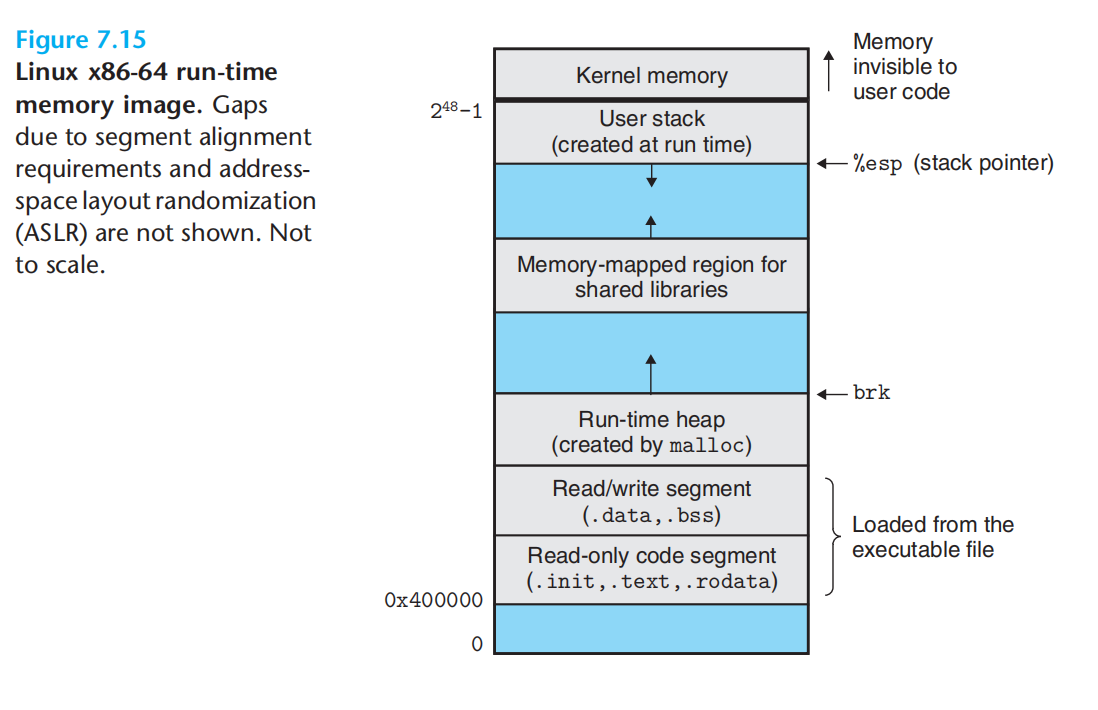 Figure 7.15
Linux x86-64 run-time
memory image. Gaps
due to segment alignment
requirements and address-
space layout randomization
(ASLR) are not shown. Not
to scale.
Memory
invisible to
user code
Kernel memory
2⁴⁸–1
User stack
(created at run time)
%esp (stack pointer)
Memory-mapped region for
shared libraries
brk
Run-time heap
(created by malloc)
Read/write segment
(.data,.bss)
Loaded from the
executable file
Read-only code segment
(.init,.text,.rodata)
0x400000
0